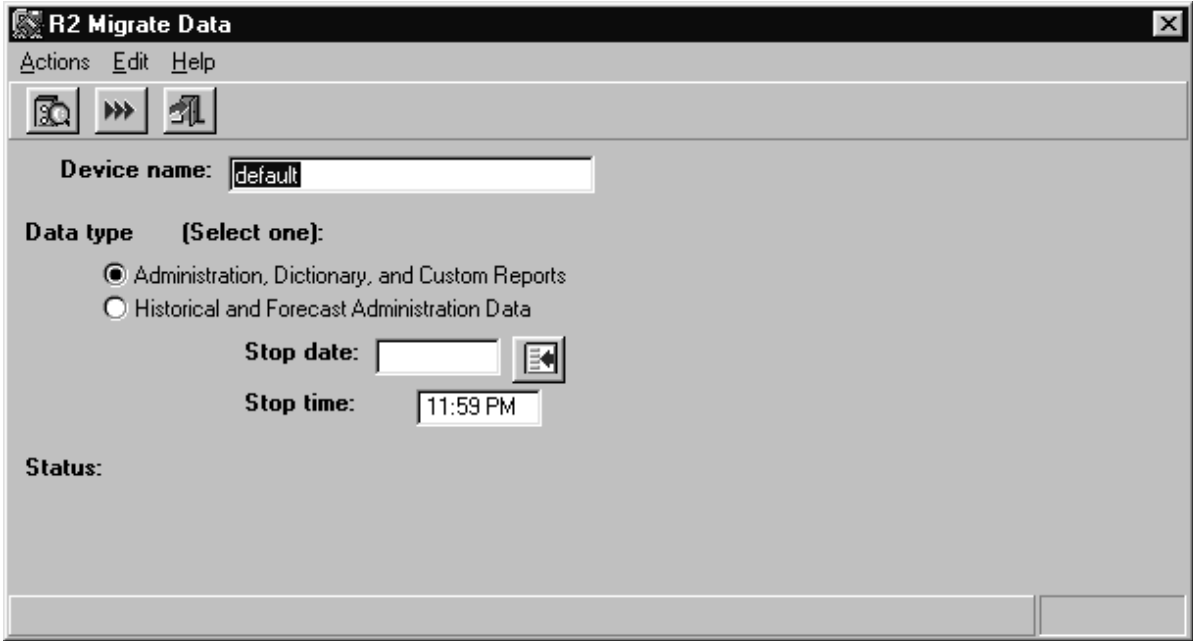 R2 Migrate Data
Actions Edit Help
Device name: default
Data type (Select one):
Administration, Dictionary, and Custom Reports
Historical and Forecast Administration Data
Stop date:
Stop time: 11:59 PM
Status: